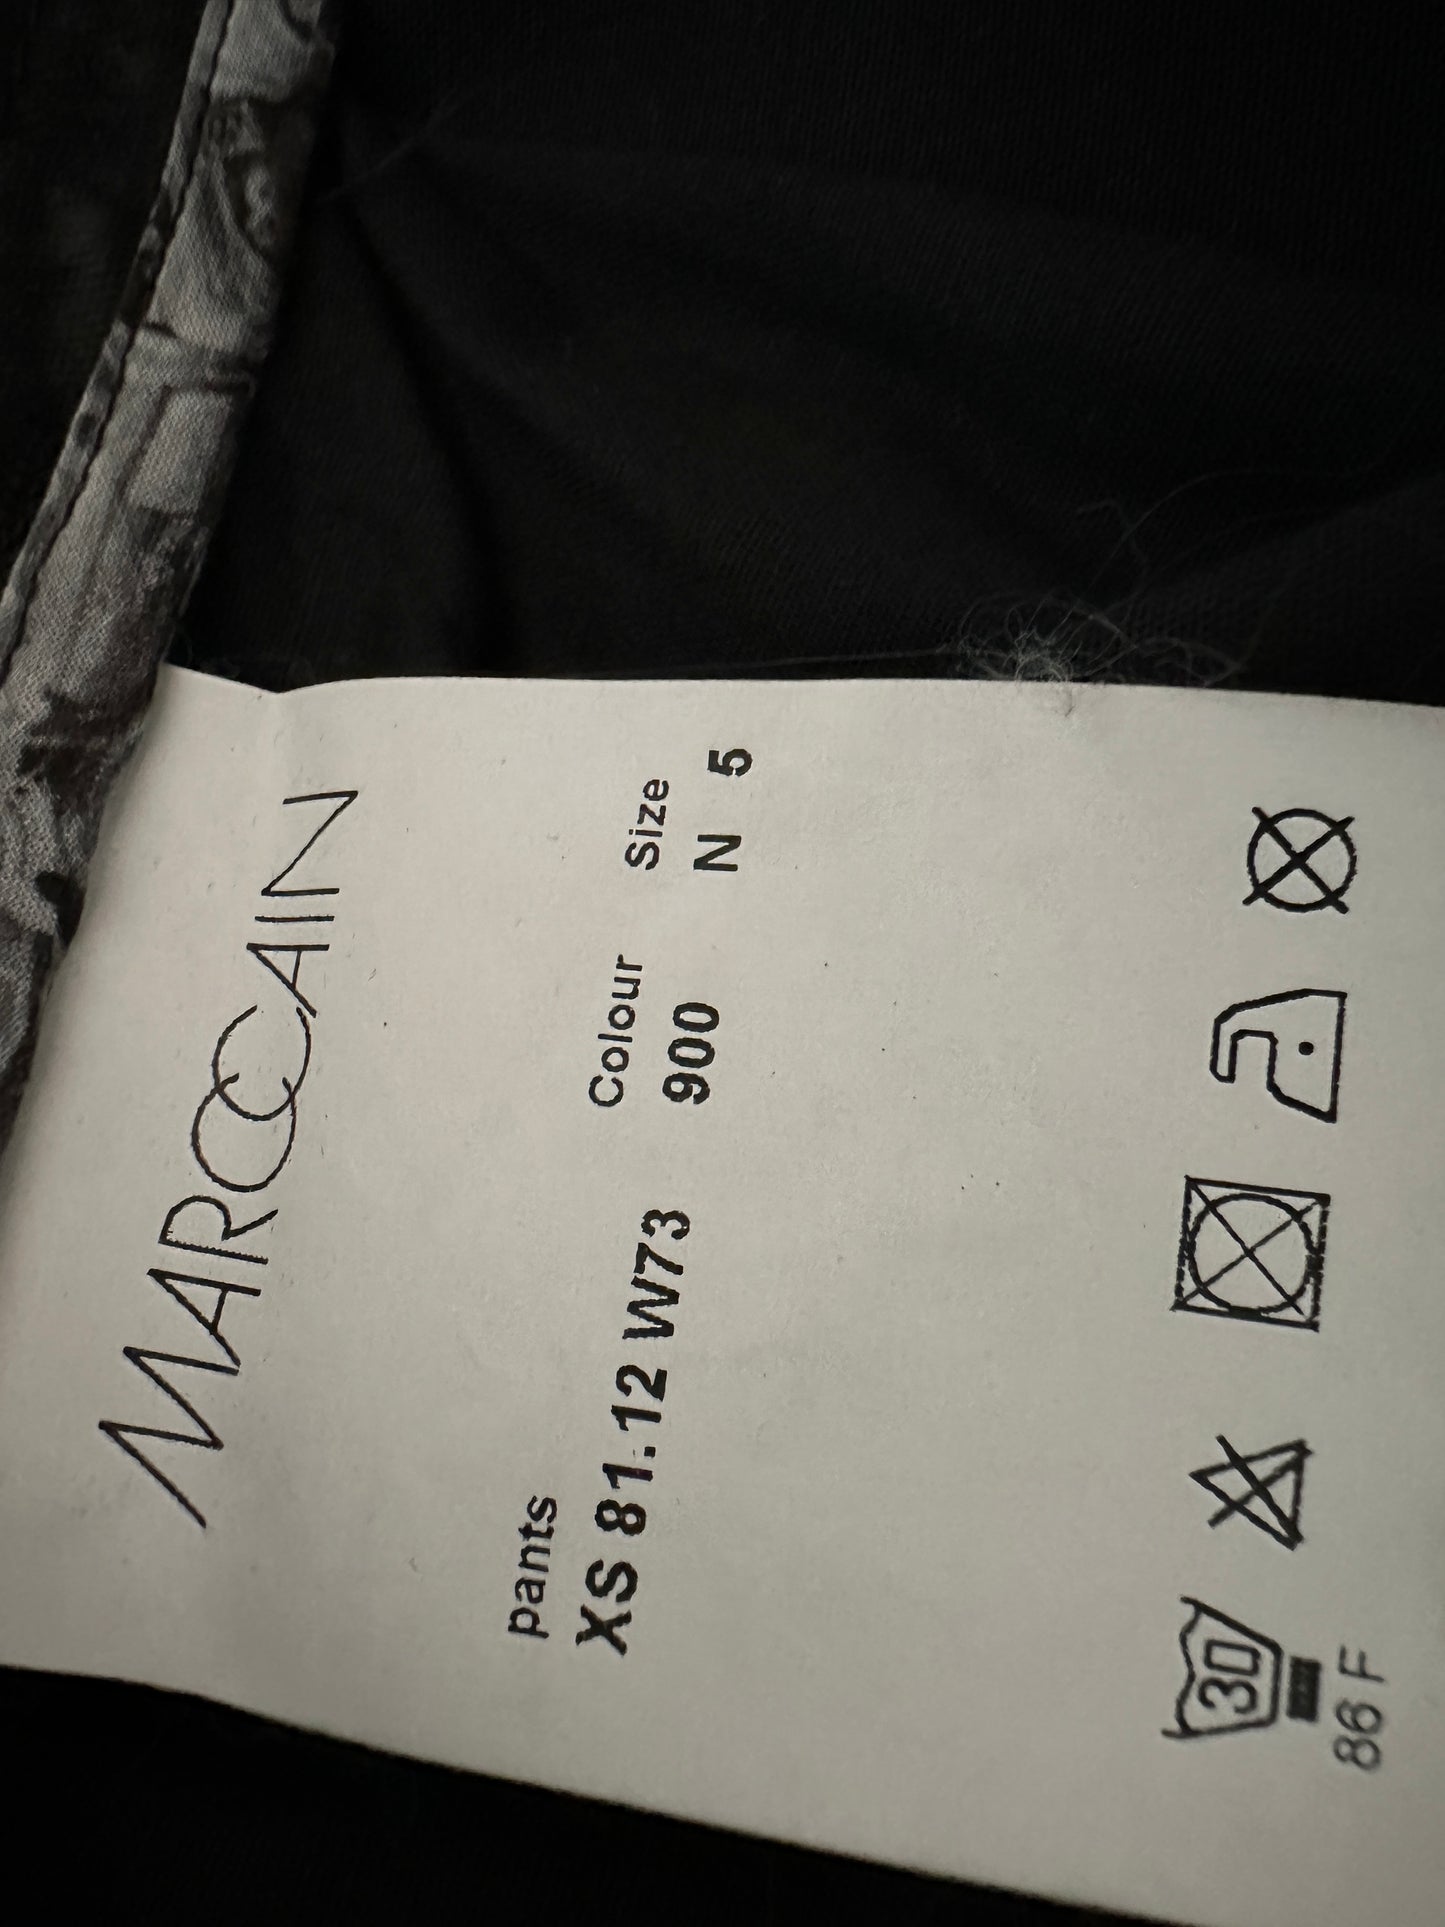 MARCCAIN
pants Colour Size
XS 81.12 W73 900 N 5
30
86 F